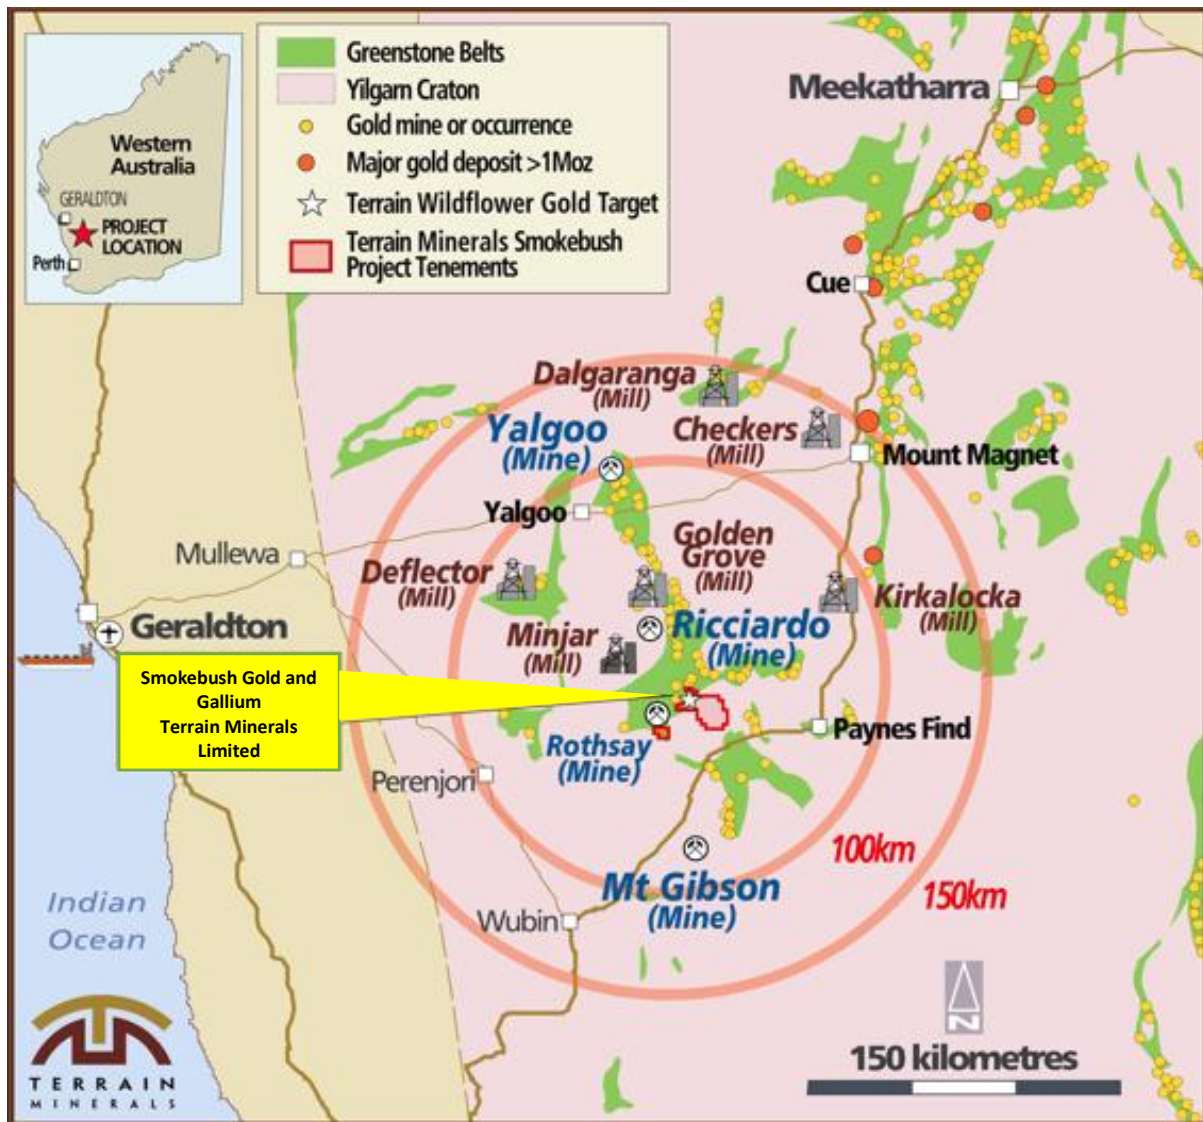 Western
Australia
GERALDTON
PROJECT
LOCATION
Perth
Greenstone Belts
Yilgarn Craton
Gold mine or occurrence
Major gold deposit >1Moz
Terrain Wildflower Gold Target
Terrain Minerals Smokebush
Project Tenements
Meekatharra
Cue
Dalgaranga
(Mill)
Checkers
(Mill)
Yalgoo
(Mine)
Mount Magnet
Yalgoo
Mullewa
Golden
Grove
(Mill)
Deflector
(Mill)
Kirkalocka
(Mill)
Geraldton
Minjar
(Mill)
Ricciardo
(Mine)
Smokebush Gold and
Gallium
Terrain Minerals
Limited
Rothsay
(Mine)
Paynes Find
Perenjori
100km
150km
Mt Gibson
(Mine)
Wubin
Indian
Ocean
N
150 kilometres
TERRAIN
MINERALS